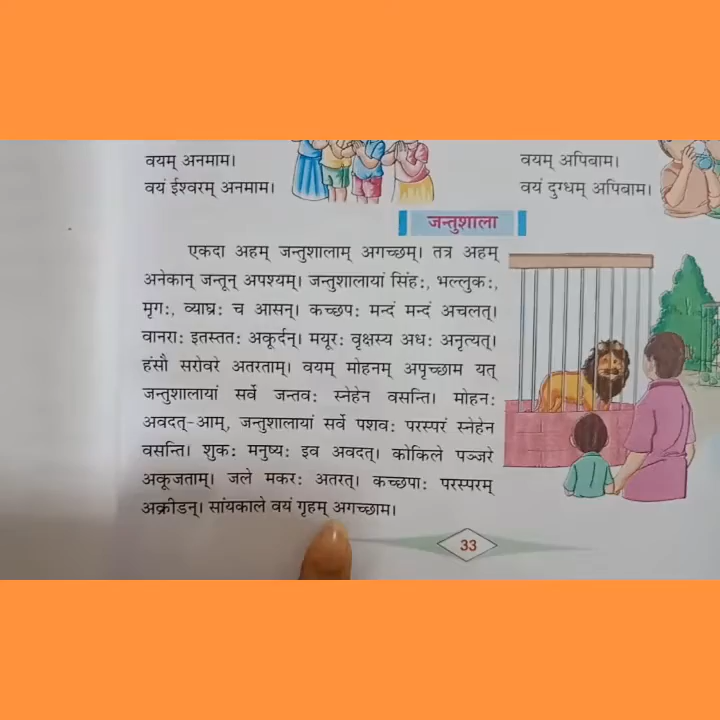 वयम् अनमाम।
वयं ईश्वरम् अनमाम।
वयम् अपिबाम।
वयं दुग्धम् अपिबाम।
जन्तुशाला
एकदा अहम् जन्तुशालाम् अगच्छम्। तत्र अहम्
अनेकान् जन्तून् अपश्यम्। जन्तुशालायां सिंहः, भल्लुकः,
मृगः, व्याघ्रः च आसन्। कच्छपः मन्दं मन्दं अचलत्।
वानराः इतस्ततः अकूर्दन्। मयूरः वृक्षस्य अधः अनृत्यत्।
हंसौ सरोवरे अतरताम्। वयम् मोहनम् अपृच्छाम यत्
जन्तुशालायां सर्वे जन्तवः स्नेहेन वसन्ति। मोहनः
अवदत्-आम्, जन्तुशालायां सर्वे पशवः परस्परं स्नेहेन
वसन्ति। शुकः मनुष्यः इव अवदत्। कोकिले पञ्जरे
अकूजताम्। जले मकरः अतरत्। कच्छपाः परस्परम्
अक्रीडन्। सांयकाले वयं गृहम् अगच्छाम।
33